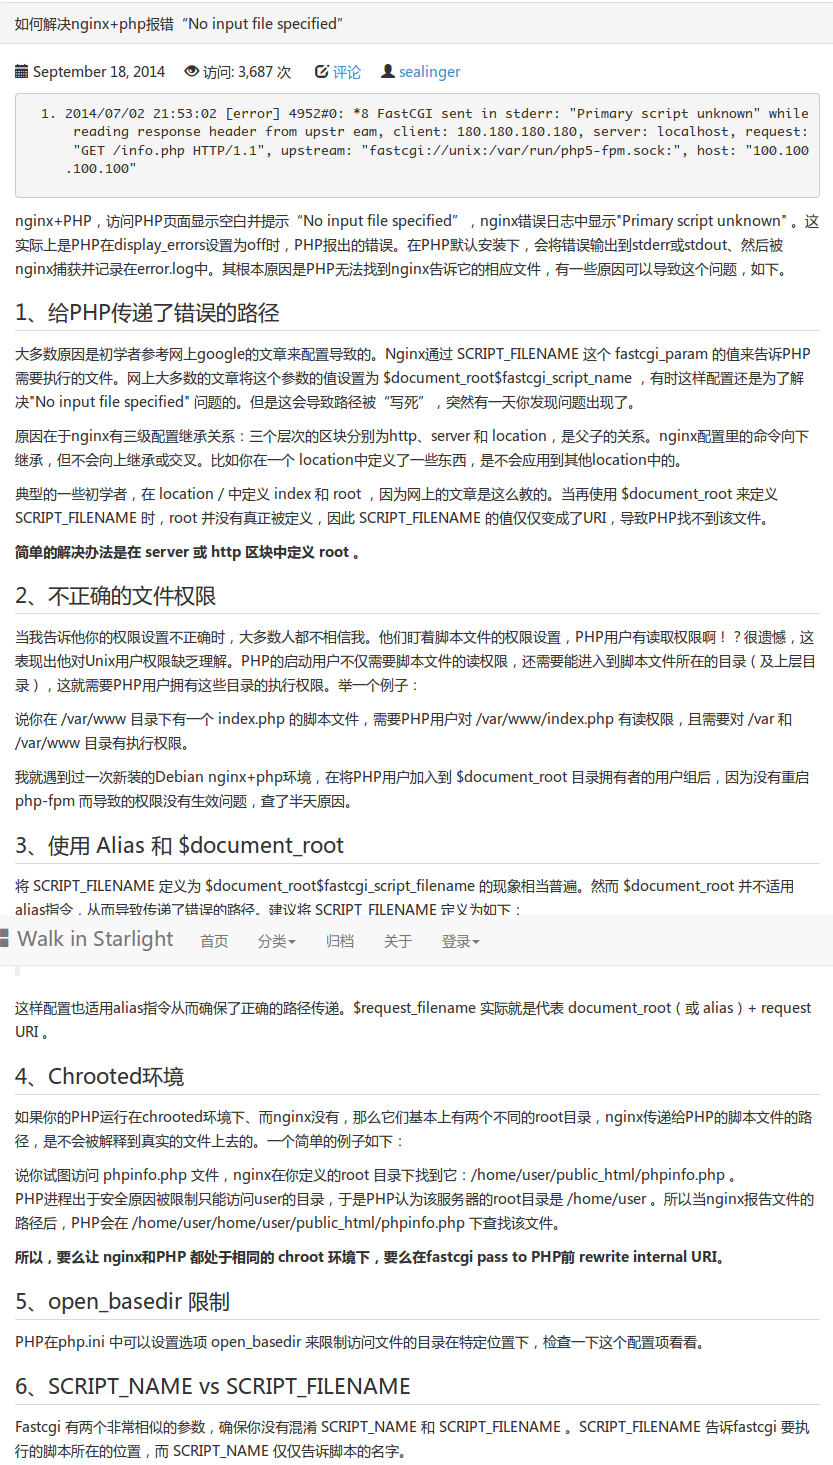 如何解决nginx+php报错“No input file specified”
September 18, 2014 访问: 3,687 次 评论 sealinger
1. 2014/07/02 21:53:02 [error] 4952#0: *8 FastCGI sent in stderr: "Primary script unknown" while
reading response header from upstr eam, client: 180.180.180.180, server: localhost, request:
"GET /info.php HTTP/1.1", upstream: "fastcgi://unix:/var/run/php5-fpm.sock:", host: "100.100
.100.100"
nginx+PHP，访问PHP页面显示空白并提示“No input file specified”，nginx错误日志中显示"Primary script unknown" 。这
实际上是PHP在display_errors设置为off时，PHP报出的错误。在PHP默认安装下，会将错误输出到stderr或stdout、然后被
nginx捕获并记录在error.log中。其根本原因是PHP无法找到nginx告诉它的相应文件，有一些原因可以导致这个问题，如下。
1、给PHP传递了错误的路径
大多数原因是初学者参考网上google的文章来配置导致的。Nginx通过 SCRIPT_FILENAME 这个 fastcgi_param 的值来告诉PHP
需要执行的文件。网上大多数的文章将这个参数的值设置为 $document_root$fastcgi_script_name ，有时这样配置还是为了解
决"No input file specified" 问题的。但是这会导致路径被“写死”，突然有一天你发现问题出现了。
原因在于nginx有三级配置继承关系：三个层次的区块分别为http、server 和 location，是父子的关系。nginx配置里的命令向下
继承，但不会向上继承或交叉。比如你在一个 location中定义了一些东西，是不会应用到其他location中的。
典型的一些初学者，在 location / 中定义 index 和 root ，因为网上的文章是这么教的。当再使用 $document_root 来定义
SCRIPT_FILENAME 时，root 并没有真正被定义，因此 SCRIPT_FILENAME 的值仅仅变成了URI，导致PHP找不到该文件。
简单的解决办法是在 server 或 http 区块中定义 root 。
2、不正确的文件权限
当我告诉他你的权限设置不正确时，大多数人都不相信我。他们盯着脚本文件的权限设置，PHP用户有读取权限啊！？很遗憾，这
表现出他对Unix用户权限缺乏理解。PHP的启动用户不仅需要脚本文件的读权限，还需要能进入到脚本文件所在的目录（及上层目
录），这就需要PHP用户拥有这些目录的执行权限。举一个例子：
说你在 /var/www 目录下有一个 index.php 的脚本文件，需要PHP用户对 /var/www/index.php 有读权限，且需要对 /var 和
/var/www 目录有执行权限。
我就遇到过一次新装的Debian nginx+php环境，在将PHP用户加入到 $document_root 目录拥有者的用户组后，因为没有重启
php-fpm 而导致的权限没有生效问题，查了半天原因。
3、使用 Alias 和 $document_root
将 SCRIPT_FILENAME 定义为 $document_root$fastcgi_script_filename 的现象相当普遍。然而 $document_root 并不适用
alias指令，从而导致传递了错误的路径。建议将 SCRIPT_FILENAME 定义为如下：
Walk in Starlight 首页 分类 归档 关于 登录
这样配置也适用alias指令从而确保了正确的路径传递。$request_filename 实际就是代表 document_root（或 alias）+ request
URI 。
4、Chrooted环境
如果你的PHP运行在chrooted环境下、而nginx没有，那么它们基本上有两个不同的root目录，nginx传递给PHP的脚本文件的路
径，是不会被解释到真实的文件上去的。一个简单的例子如下：
说你试图访问 phpinfo.php 文件，nginx在你定义的root 目录下找到它：/home/user/public_html/phpinfo.php 。
PHP进程出于安全原因被限制只能访问user的目录，于是PHP认为该服务器的root目录是 /home/user 。所以当nginx报告文件的
路径后，PHP会在 /home/user/home/user/public_html/phpinfo.php 下查找该文件。
所以，要么让 nginx和PHP 都处于相同的 chroot 环境下，要么在fastcgi pass to PHP前 rewrite internal URI。
5、open_basedir 限制
PHP在php.ini 中可以设置选项 open_basedir 来限制访问文件的目录在特定位置下，检查一下这个配置项看看。
6、SCRIPT_NAME vs SCRIPT_FILENAME
Fastcgi 有两个非常相似的参数，确保你没有混淆 SCRIPT_NAME 和 SCRIPT_FILENAME 。SCRIPT_FILENAME 告诉fastcgi 要执
行的脚本所在的位置，而 SCRIPT_NAME 仅仅告诉脚本的名字。